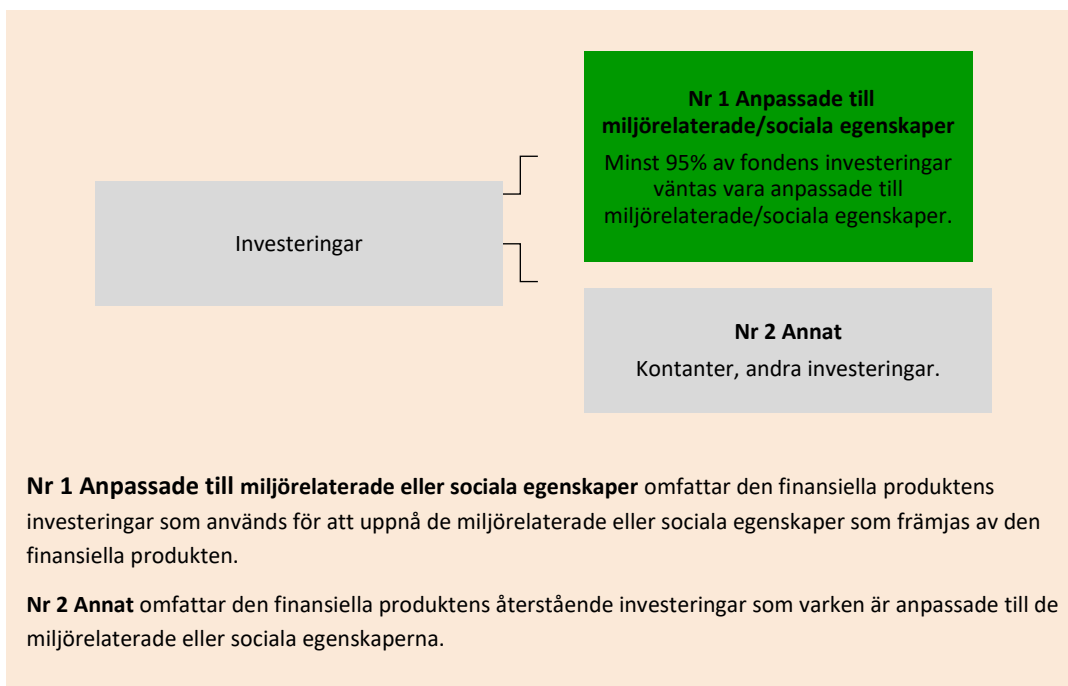 Nr 1 Anpassade till
miljörelaterade/sociala egenskaper
Minst 95% av fondens investeringar
väntas vara anpassade till
miljörelaterade/sociala egenskaper.
Investeringar
Nr 2 Annat
Kontanter, andra investeringar.
Nr 1 Anpassade till miljörelaterade eller sociala egenskaper omfattar den finansiella produktens
investeringar som används för att uppnå de miljörelaterade eller sociala egenskaper som främjas av den
finansiella produkten.
Nr 2 Annat omfattar den finansiella produktens återstående investeringar som varken är anpassade till de
miljörelaterade eller sociala egenskaperna.